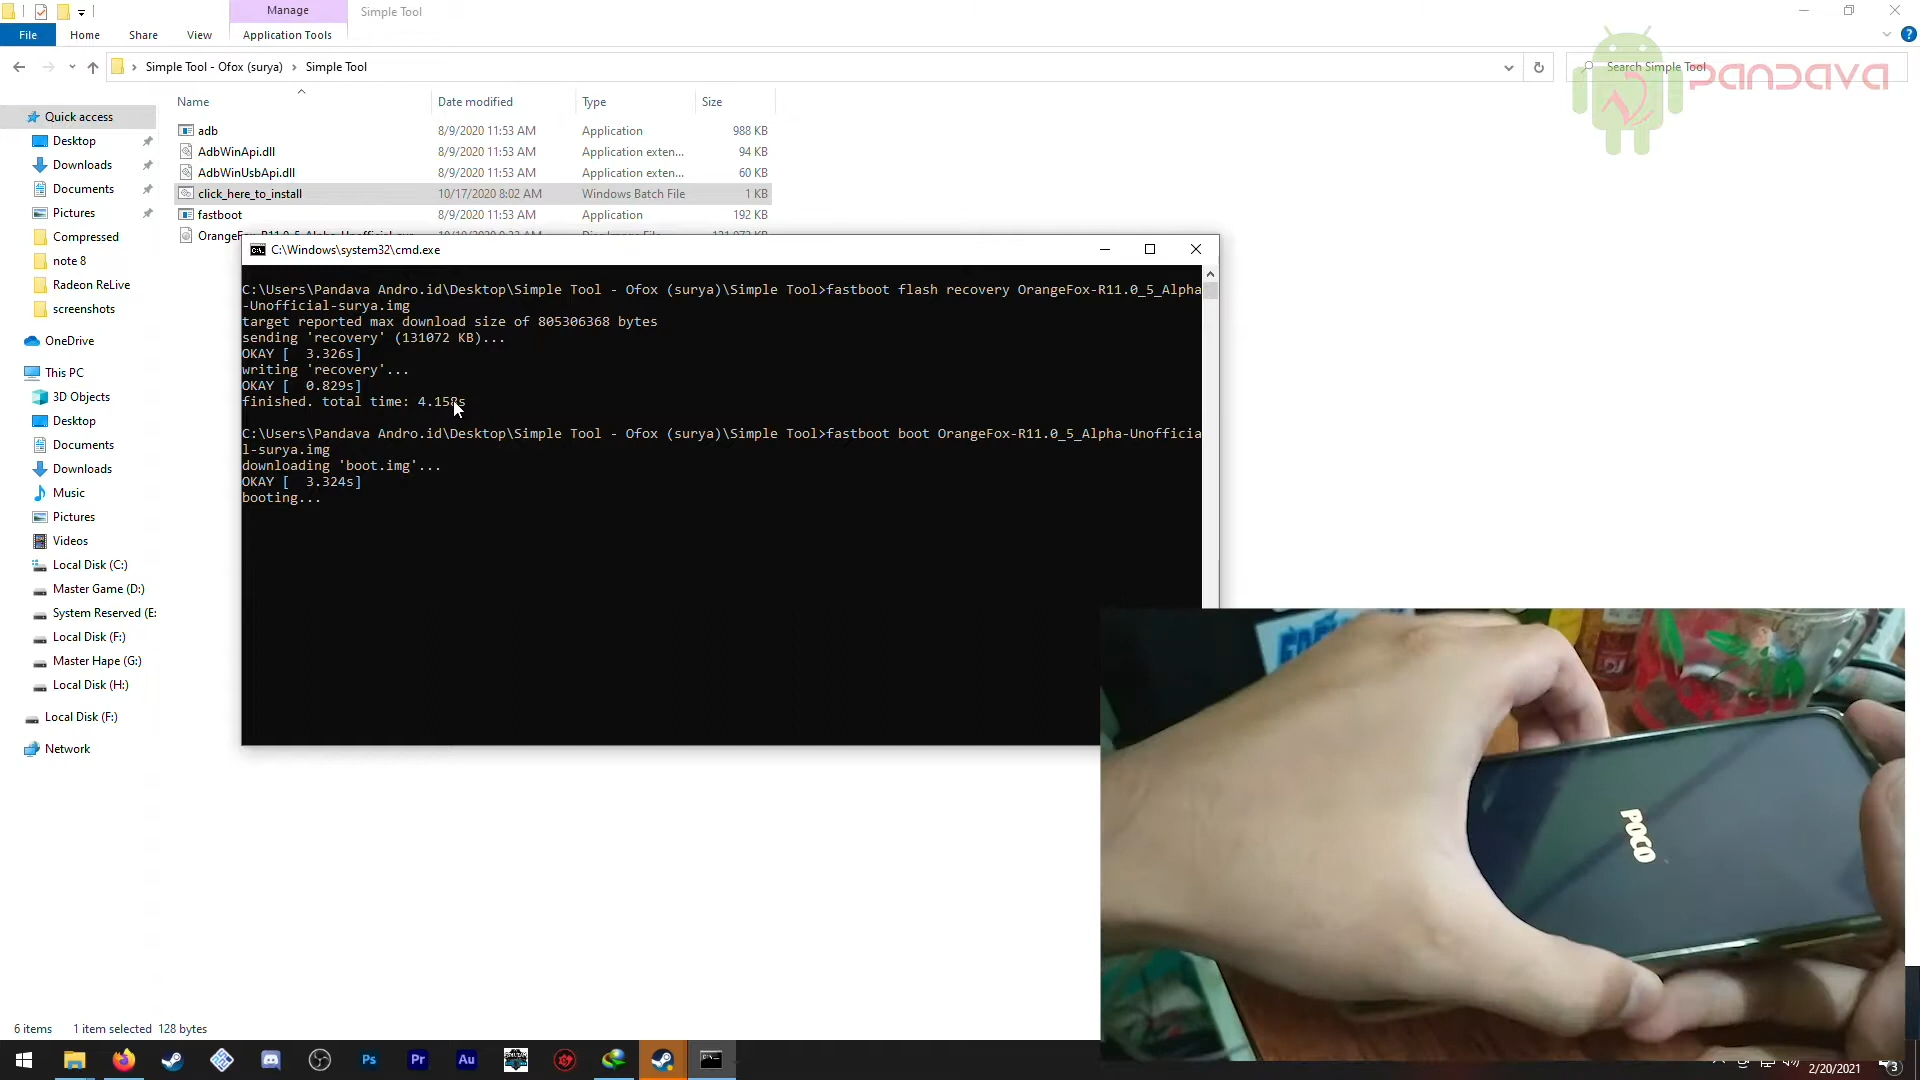 Manage
Simple Tool
File
Home
Share
View
Application Tools
Simple Tool - Ofox (surya)
Simple Tool
Search Simple Tool
PANDAVA
Name
Date modified
Type
Size
adb
8/9/2020 11:53 AM
Application
988 KB
AdbWinApi.dll
8/9/2020 11:53 AM
Application exten...
94 KB
AdbWinUsbApi.dll
8/9/2020 11:53 AM
Application exten...
60 KB
click_here_to_install
10/17/2020 8:02 AM
Windows Batch File
1 KB
fastboot
8/9/2020 11:53 AM
Application
192 KB
Quick access
Desktop
Downloads
Documents
Pictures
Compressed
note 8
Radeon ReLive
screenshots
OneDrive
This PC
3D Objects
Desktop
Documents
Downloads
Music
Pictures
Videos
Local Disk (C:)
Master Game (D:)
System Reserved (E:
Local Disk (F:)
Master Hape (G:)
Local Disk (H:)
Local Disk (F:)
Network
C:\Windows\system32\cmd.exe
C:\Users\Pandava Andro.id\Desktop\Simple Tool - Ofox (surya)\Simple Tool>fastboot flash recovery OrangeFox-R11.0_5_Alpha
-Unofficial-surya.img
target reported max download size of 805306368 bytes
sending 'recovery' (131072 KB)...
OKAY [  3.326s]
writing 'recovery'...
OKAY [  0.829s]
finished. total time: 4.158s
C:\Users\Pandava Andro.id\Desktop\Simple Tool - Ofox (surya)\Simple Tool>fastboot boot OrangeFox-R11.0_5_Alpha-Unofficia
l-surya.img
downloading 'boot.img'...
OKAY [  3.324s]
booting...
POCO
6 items
1 item selected
128 bytes
Ps
Pr
Au
2/20/2021
3